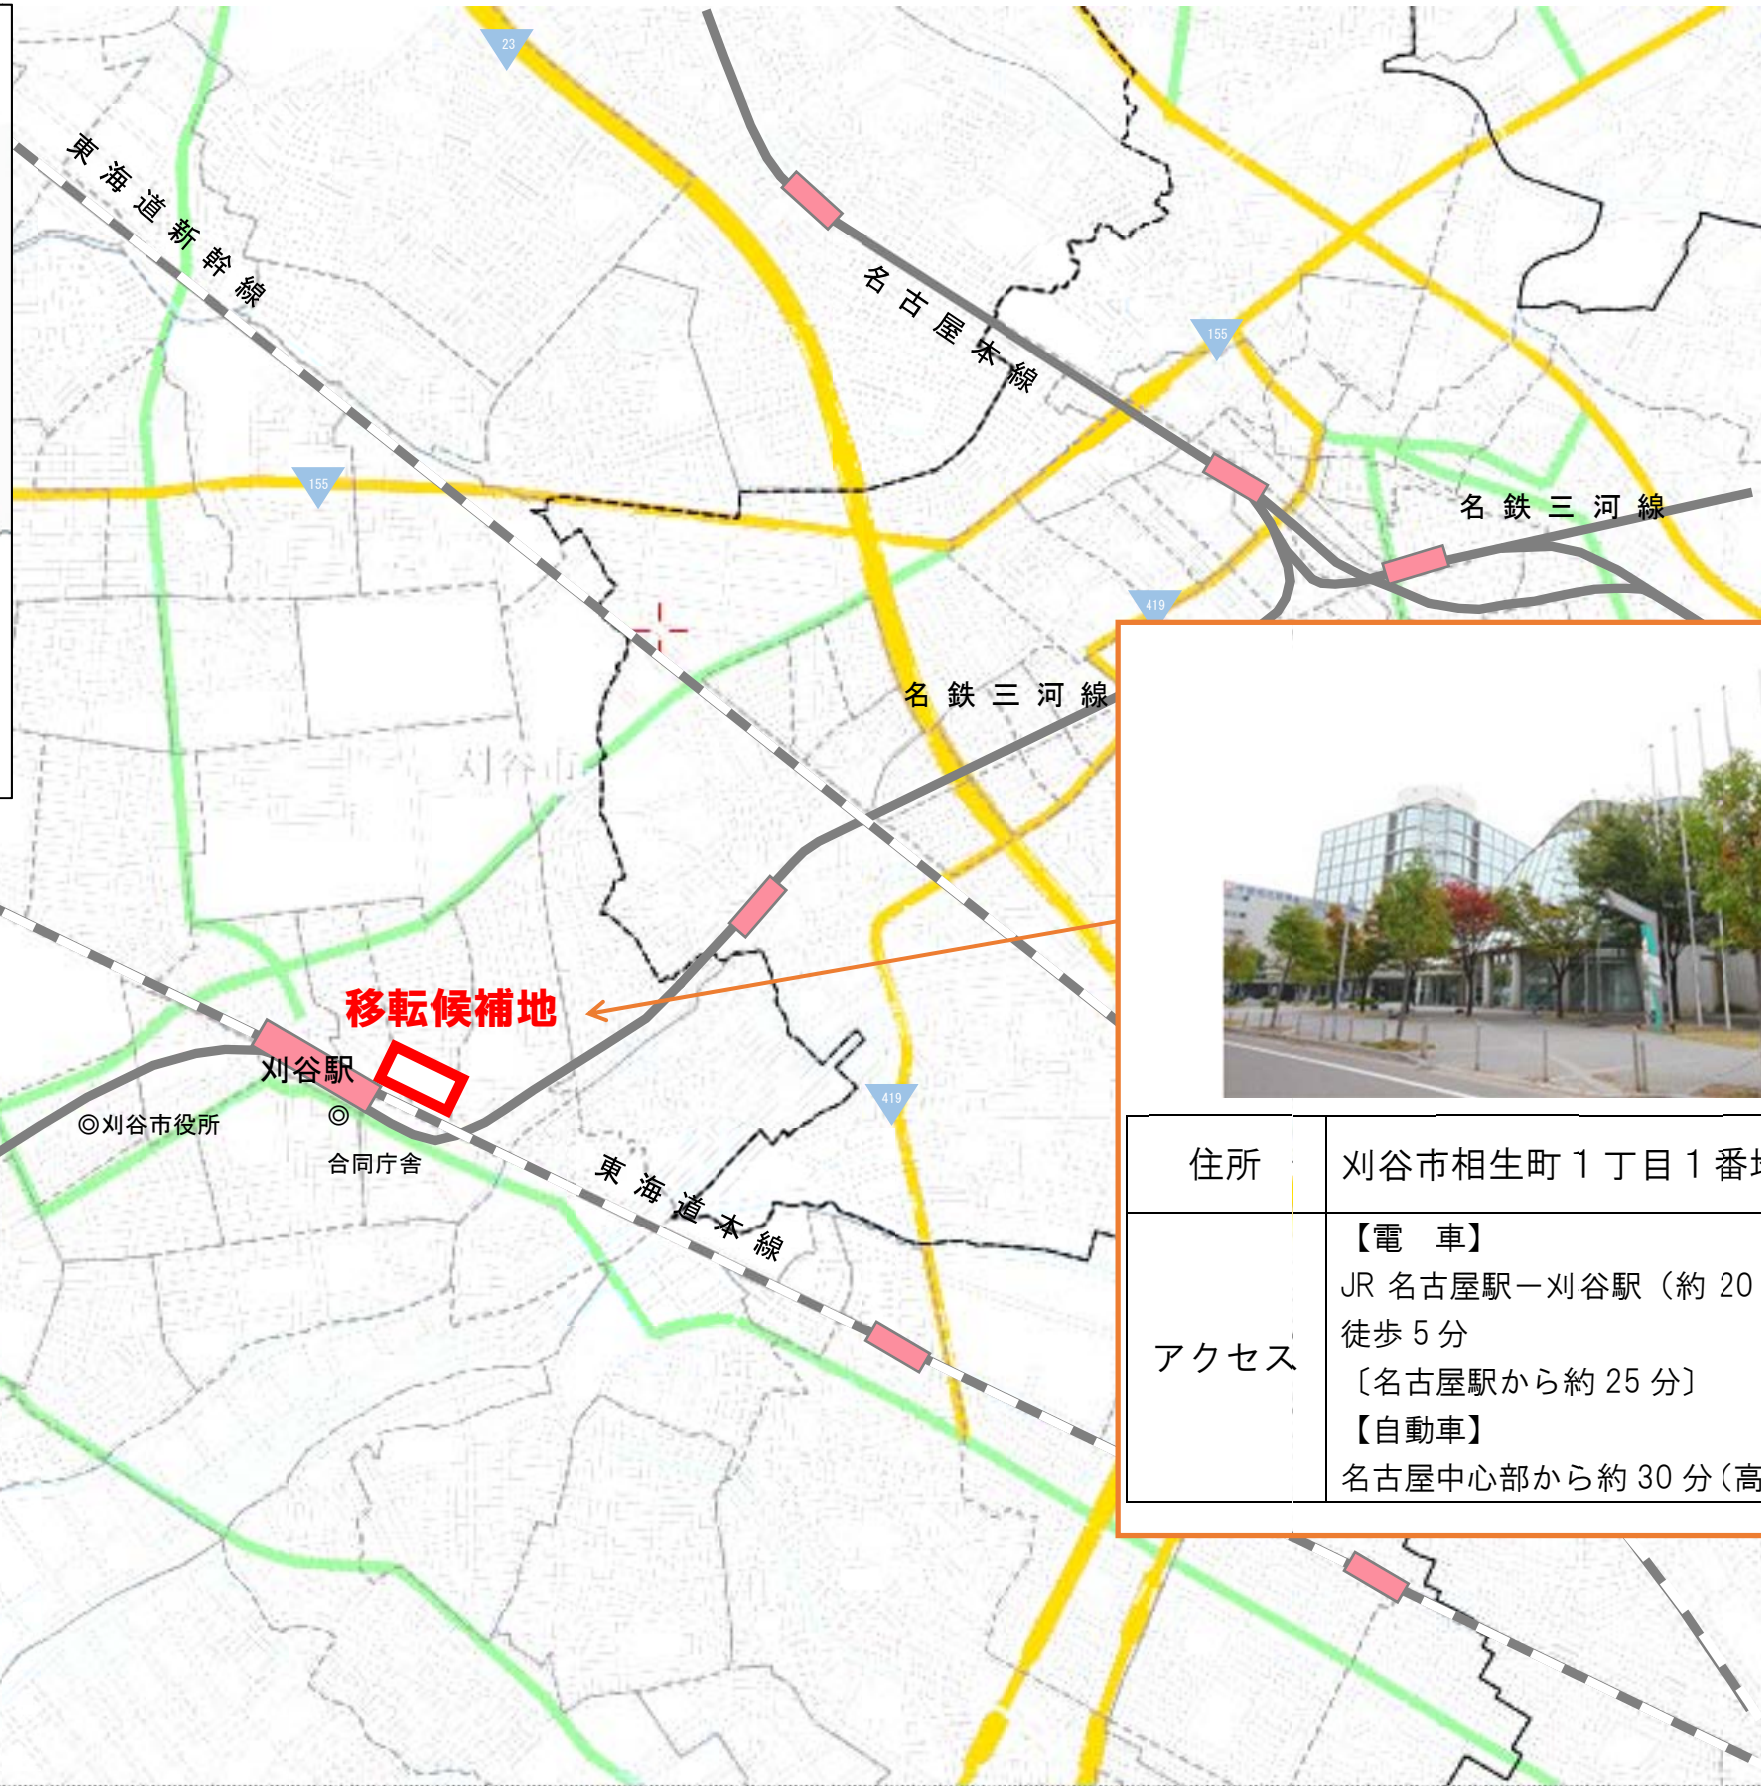 23
東海道新幹線
名古屋本線
155
155
名鉄三河線
419
名鉄三河線
刈谷市
移転候補地
刈谷駅
◎刈谷市役所
◎
合同庁舎
419
東海道本線
住所
刈谷市相生町１丁目１番地
アクセス
【電　車】
JR 名古屋駅ー刈谷駅（約 20
徒歩 5 分
〔名古屋駅から約 25 分〕
【自動車】
名古屋中心部から約 30 分（高